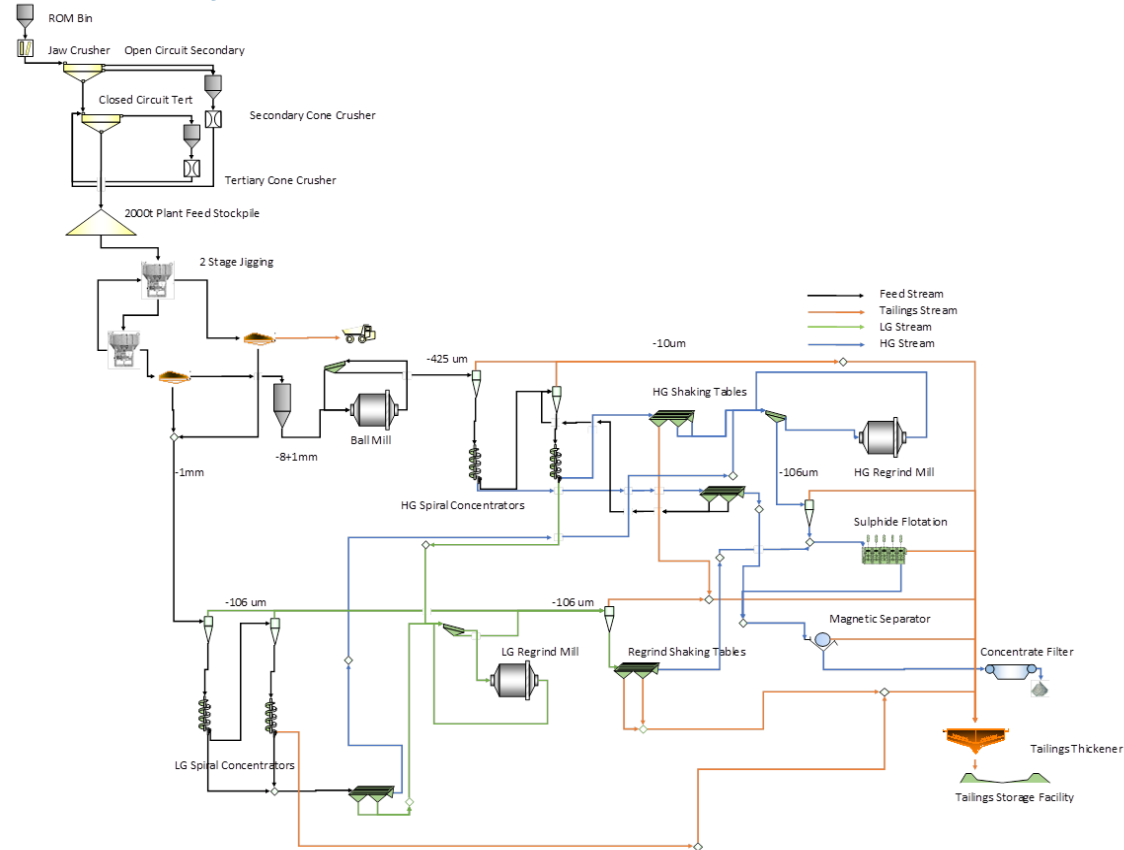 ROM Bin
Jaw Crusher
Open Circuit Secondary
Closed Circuit Tert
Secondary Cone Crusher
Tertiary Cone Crusher
2000t Plant Feed Stockpile
2 Stage Jigging
Feed Stream
Tailings Stream
LG Stream
HG Stream
-10um
-425 um
HG Shaking Tables
Ball Mill
-8+1mm
-1mm
HG Regrind Mill
-106um
HG Spiral Concentrators
Sulphide Flotation
-106 um
-106 um
Magnetic Separator
LG Regrind Mill
Regrind Shaking Tables
Concentrate Filter
Tailings Thickener
LG Spiral Concentrators
Tailings Storage Facility